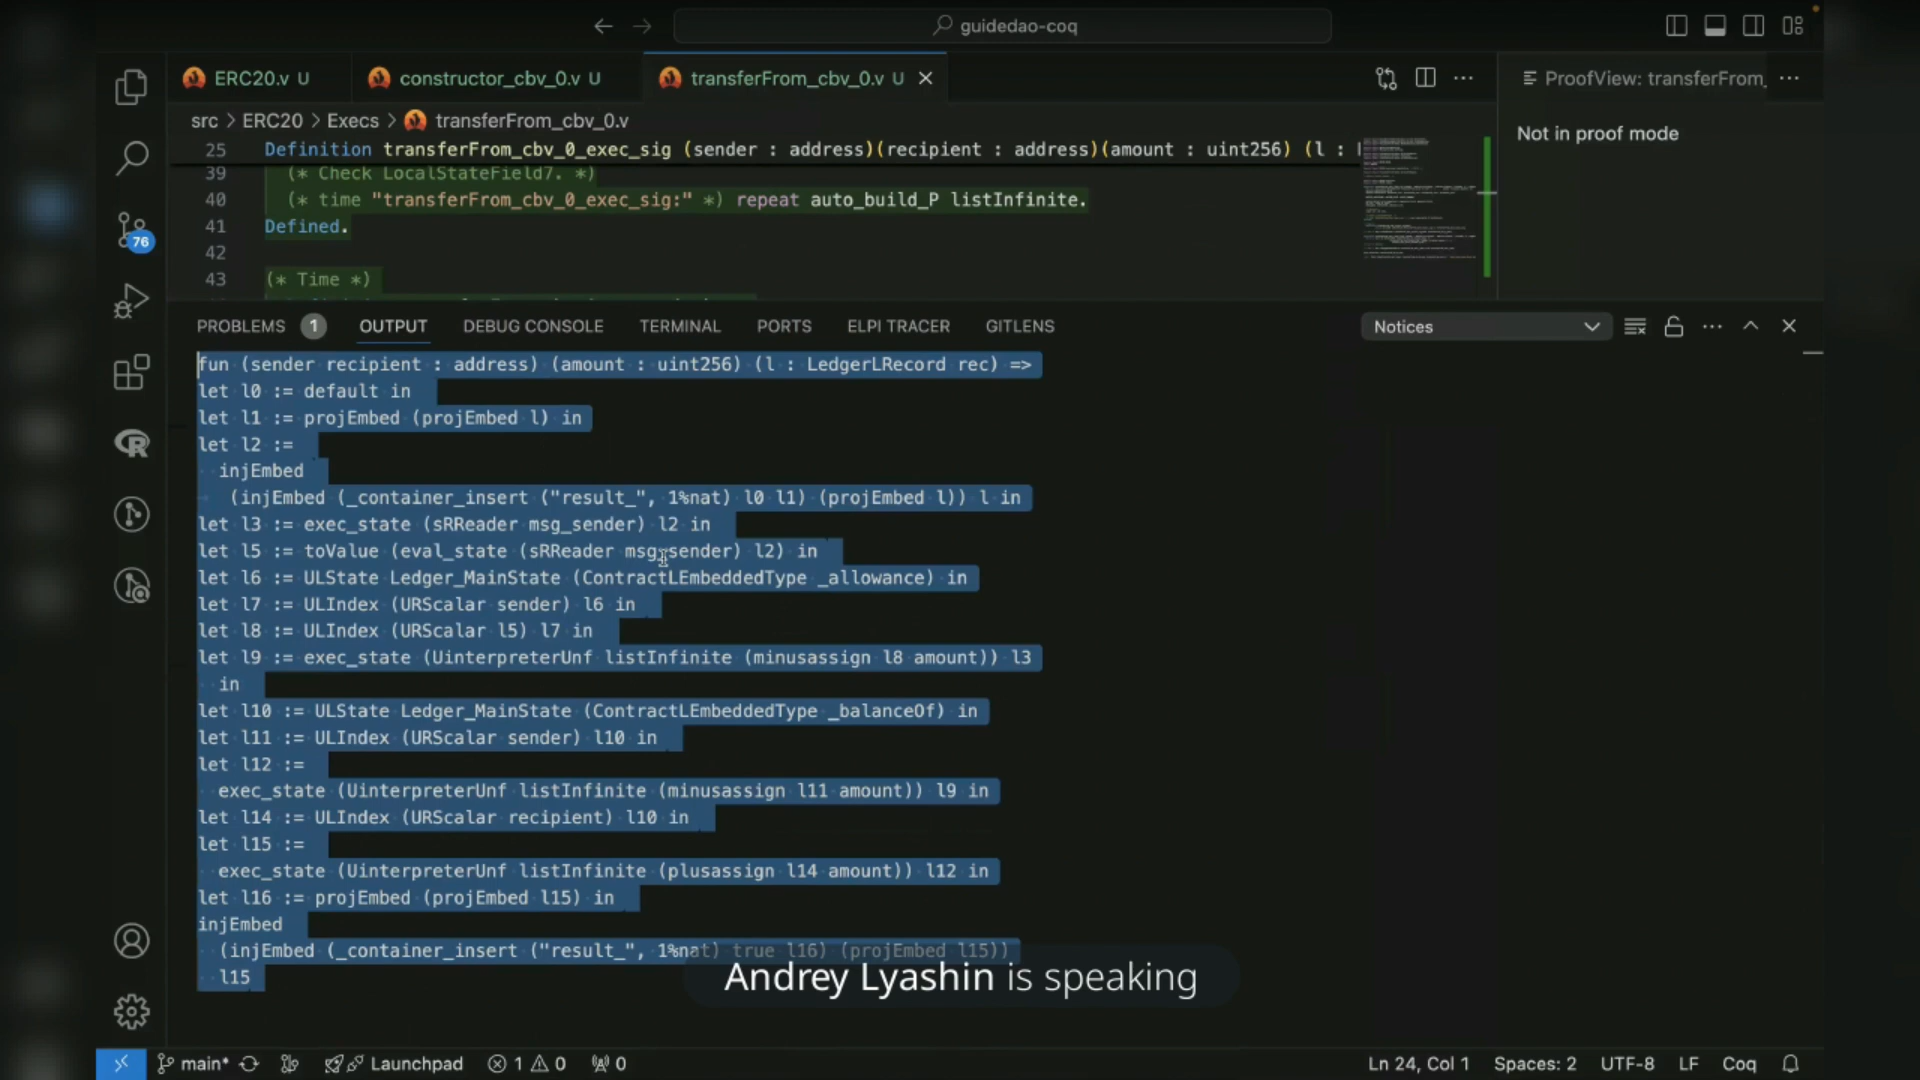 guidedao-coq
ERC20.v U
constructor_cbv_0.v U
transferFrom_cbv_0.v U
ProofView: transferFrom_
src > ERC20 > Execs > transferFrom_cbv_0.v
Not in proof mode
25 Definition transferFrom_cbv_0_exec_sig (sender : address)(recipient : address)(amount : uint256) (l :
39 (* Check LocalStateField7. *)
40 (* time "transferFrom_cbv_0_exec_sig:" *) repeat auto_build_P listInfinite.
41 Defined.
42
43 (* Time *)
PROBLEMS 1 OUTPUT DEBUG CONSOLE TERMINAL PORTS ELPI TRACER GITLENS Notices
76
fun (sender recipient : address) (amount : uint256) (l : LedgerLRecord rec) =>
let l0 := default in
let l1 := projEmbed (projEmbed l) in
let l2 :=
injEmbed
(injEmbed (_container_insert ("result_", 1%nat) l0 l1) (projEmbed l)) l in
let l3 := exec_state (sRReader msg_sender) l2 in
let l5 := toValue (eval_state (sRReader msg_sender) l2) in
let l6 := ULState Ledger_MainState (ContractLEmbeddedType _allowance) in
let l7 := ULIndex (URScalar sender) l6 in
let l8 := ULIndex (URScalar l5) l7 in
let l9 := exec_state (UinterpreterUnf listInfinite (minusassign l8 amount)) l3
in
let l10 := ULState Ledger_MainState (ContractLEmbeddedType _balanceOf) in
let l11 := ULIndex (URScalar sender) l10 in
let l12 :=
exec_state (UinterpreterUnf listInfinite (minusassign l11 amount)) l9 in
let l14 := ULIndex (URScalar recipient) l10 in
let l15 :=
exec_state (UinterpreterUnf listInfinite (plusassign l14 amount)) l12 in
let l16 := projEmbed (projEmbed l15) in
injEmbed
(injEmbed (_container_insert ("result_", 1%nat) true l16) (projEmbed l15))
l15
Andrey Lyashin is speaking
main* Launchpad 1 0 0 Ln 24, Col 1 Spaces: 2 UTF-8 LF Coq